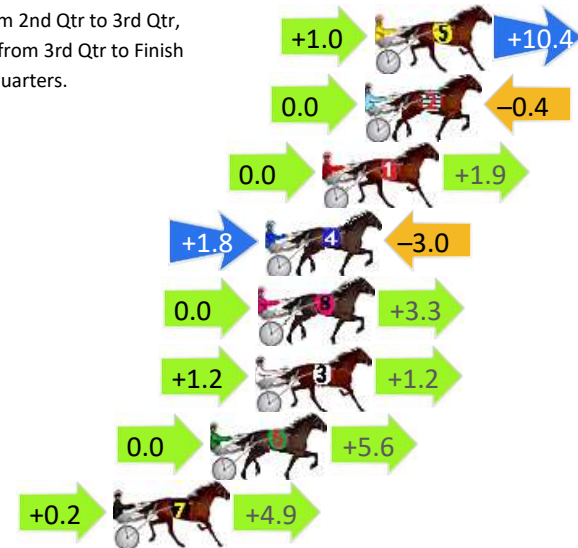 m 2nd Qtr to 3rd Qtr,
from 3rd Qtr to Finish
uarters.
+1.0 5 +10.4
0.0 2 –0.4
0.0 1 +1.9
+1.8 4 –3.0
0.0 8 +3.3
+1.2 3 +1.2
0.0 6 +5.6
+0.2 7 +4.9